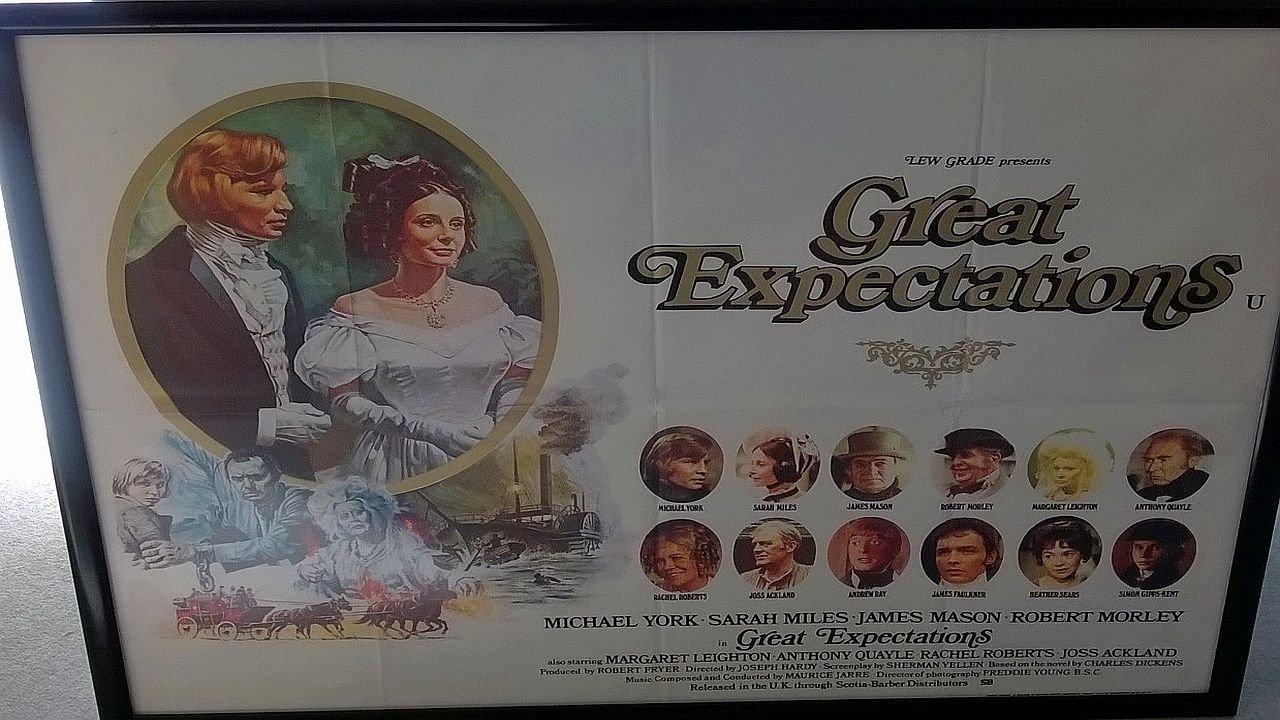 LEW GRADE presents
Great
Expectations
U
MICHAEL YORK
SARAH MILES
JAMES MASON
ROBERT MORLEY
MARGARET LEIGHTON
ANTHONY QUAYLE
RACHEL ROBERTS
JOSS ACKLAND
ANDREW RAY
JAMES FAULKNER
HEATHER SEARS
SIMON GIPPS-KENT
MICHAEL YORK · SARAH MILES · JAMES MASON · ROBERT MORLEY
in Great Expectations
also starring MARGARET LEIGHTON · ANTHONY QUAYLE RACHEL ROBERTS · JOSS ACKLAND
Produced by ROBERT FRYER Directed by JOSEPH HARDY · Screenplay by SHERMAN YELLEN · Based on the novel by CHARLES DICKENS
Music Composed and Conducted by MAURICE JARRE Director of photography FREDDIE YOUNG B.S.C.
Released in the U.K. through Scotia-Barber Distributors